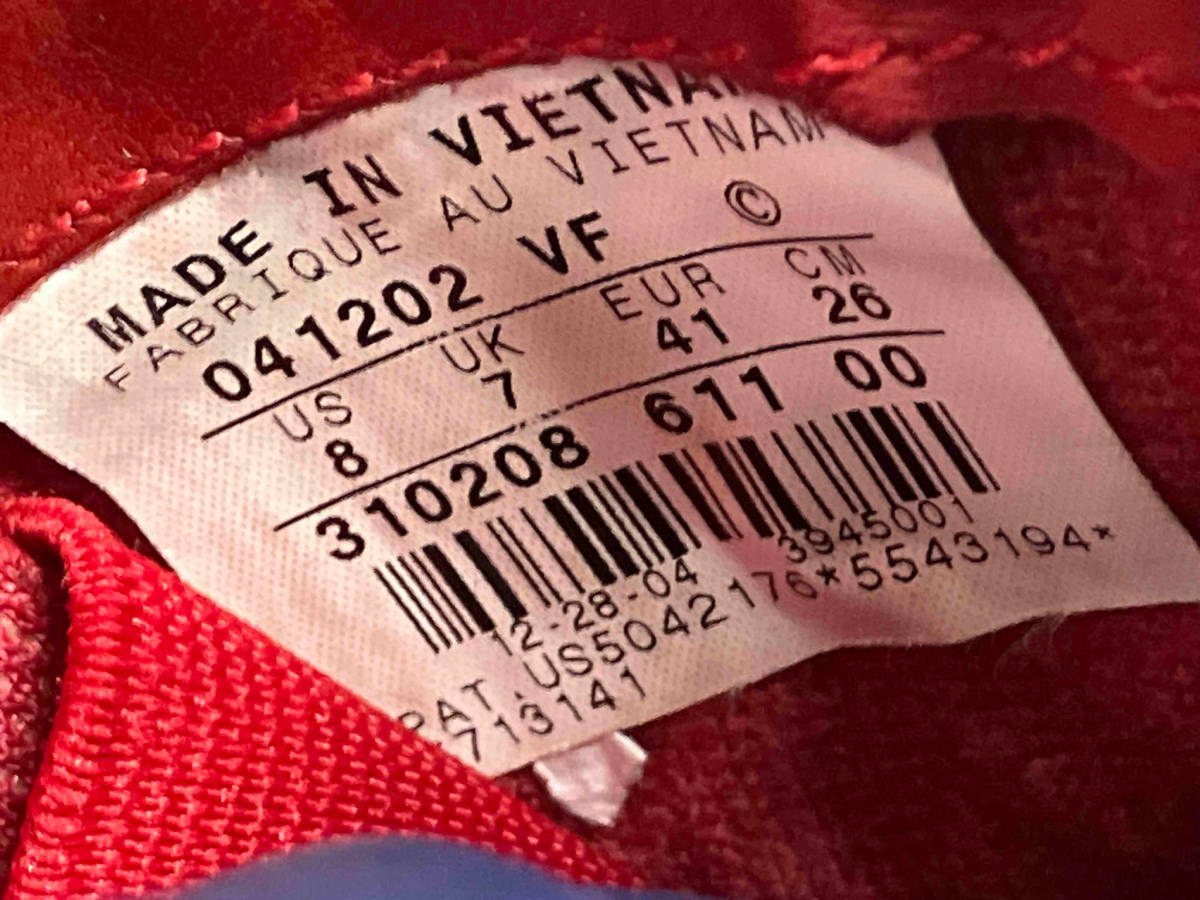 MADE IN VIETNAM
FABRIQUE AU VIETNAM
041202 VF ©
US UK EUR CM
8 7 41 26
310208 611 00
12-28-04 3945001
PAT.US5042176*5543194*
713141